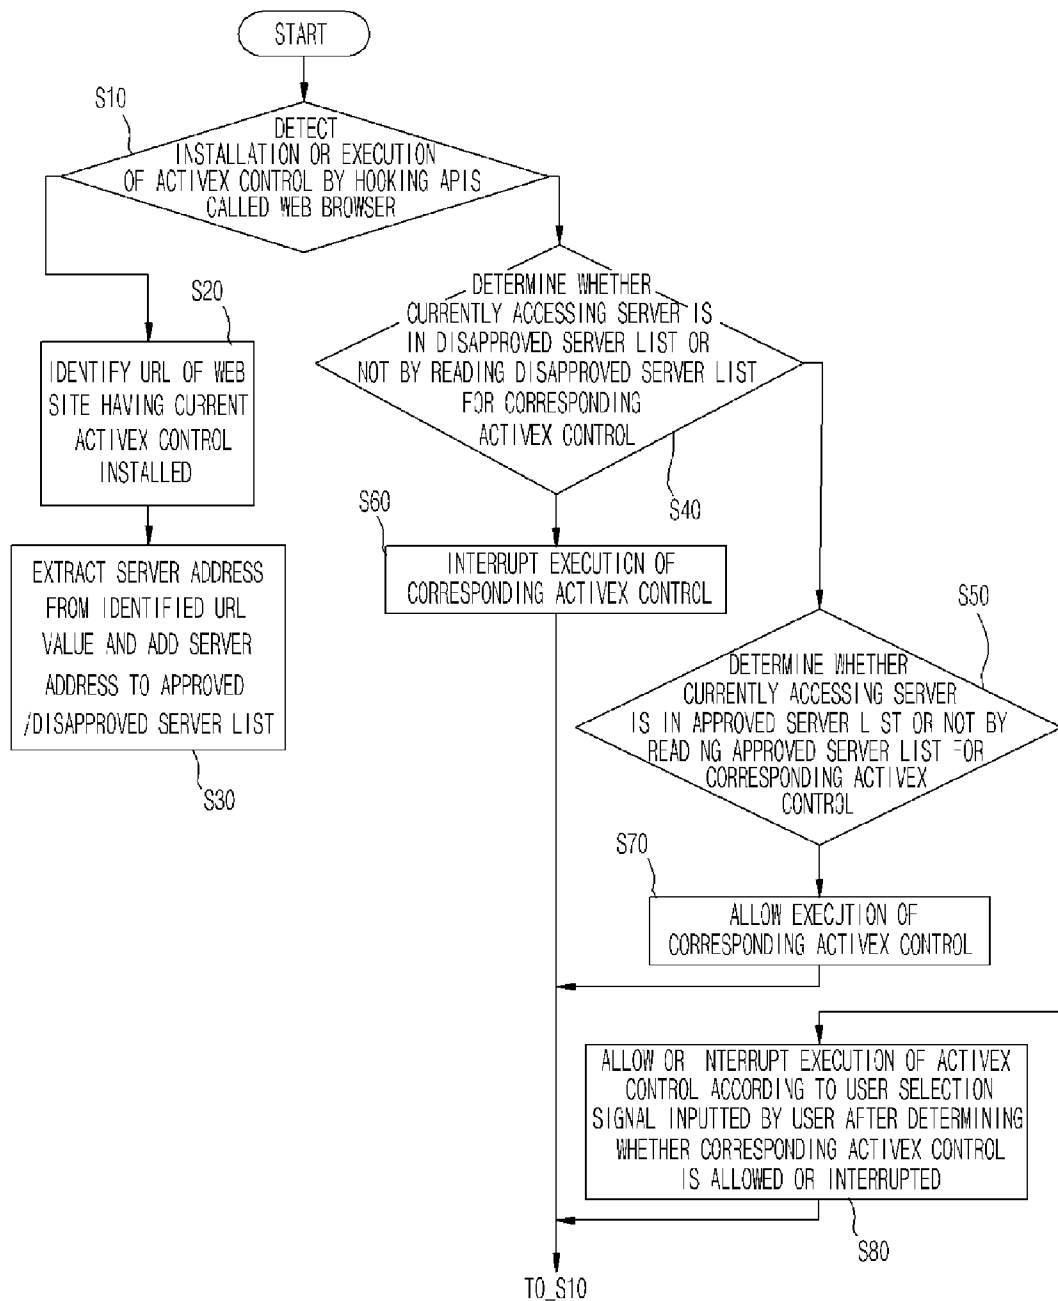 START
S10
DETECT
INSTALLATION OR EXECUTION
OF ACTIVEX CONTROL BY HOOKING APIS
CALLED WEB BROWSER
S20
IDENTIFY URL OF WEB
SITE HAVING CURRENT
ACTIVEX CONTROL
INSTALLED
EXTRACT SERVER ADDRESS
FROM IDENTIFIED URL
VALUE AND ADD SERVER
ADDRESS TO APPROVED
/DISAPPROVED SERVER LIST
S30
DETERMINE WHETHER
CURRENTLY ACCESSING SERVER IS
IN DISAPPROVED SERVER LIST OR
NOT BY READING DISAPPROVED SERVER LIST
FOR CORRESPONDING
ACTIVEX CONTROL
S40
S60
INTERRUPT EXECUTION OF
CORRESPONDING ACTIVEX CONTROL
S50
DETERMINE WHETHER
CURRENTLY ACCESSING SERVER
IS IN APPROVED SERVER LIST OR NOT BY
READING APPROVED SERVER LIST FOR
CORRESPONDING ACTIVEX
CONTROL
S70
ALLOW EXECUTION OF
CORRESPONDING ACTIVEX CONTROL
ALLOW OR INTERRUPT EXECUTION OF ACTIVEX
CONTROL ACCORDING TO USER SELECTION
SIGNAL INPUTTED BY USER AFTER DETERMINING
WHETHER CORRESPONDING ACTIVEX CONTROL
IS ALLOWED OR INTERRUPTED
S80
TO_S10